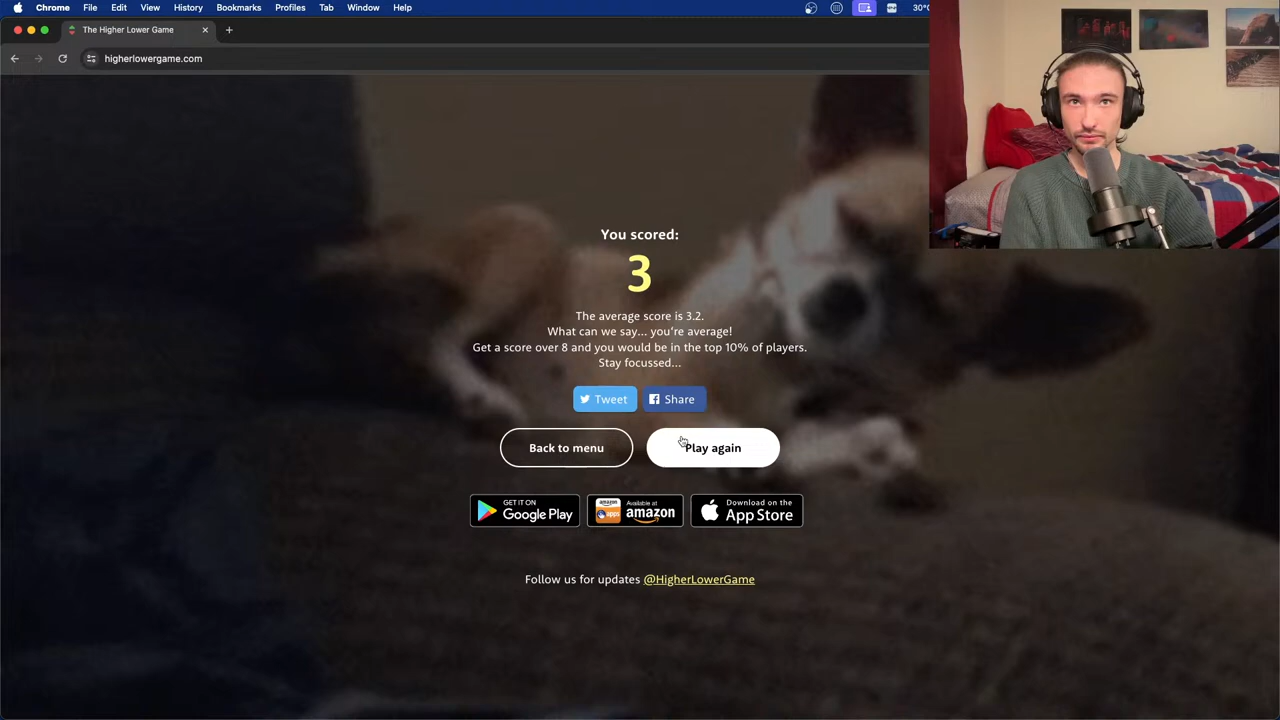 Chrome File Edit View History Bookmarks Profiles Tab Window Help
30°
The Higher Lower Game
higherlowergame.com
You scored:
3
The average score is 3.2.
What can we say... you're average!
Get a score over 8 and you would be in the top 10% of players.
Stay focussed...
Tweet Share
Back to menu Play again
GET IT ON Google Play
amazon apps Available at amazon
Download on the App Store
Follow us for updates @HigherLowerGame